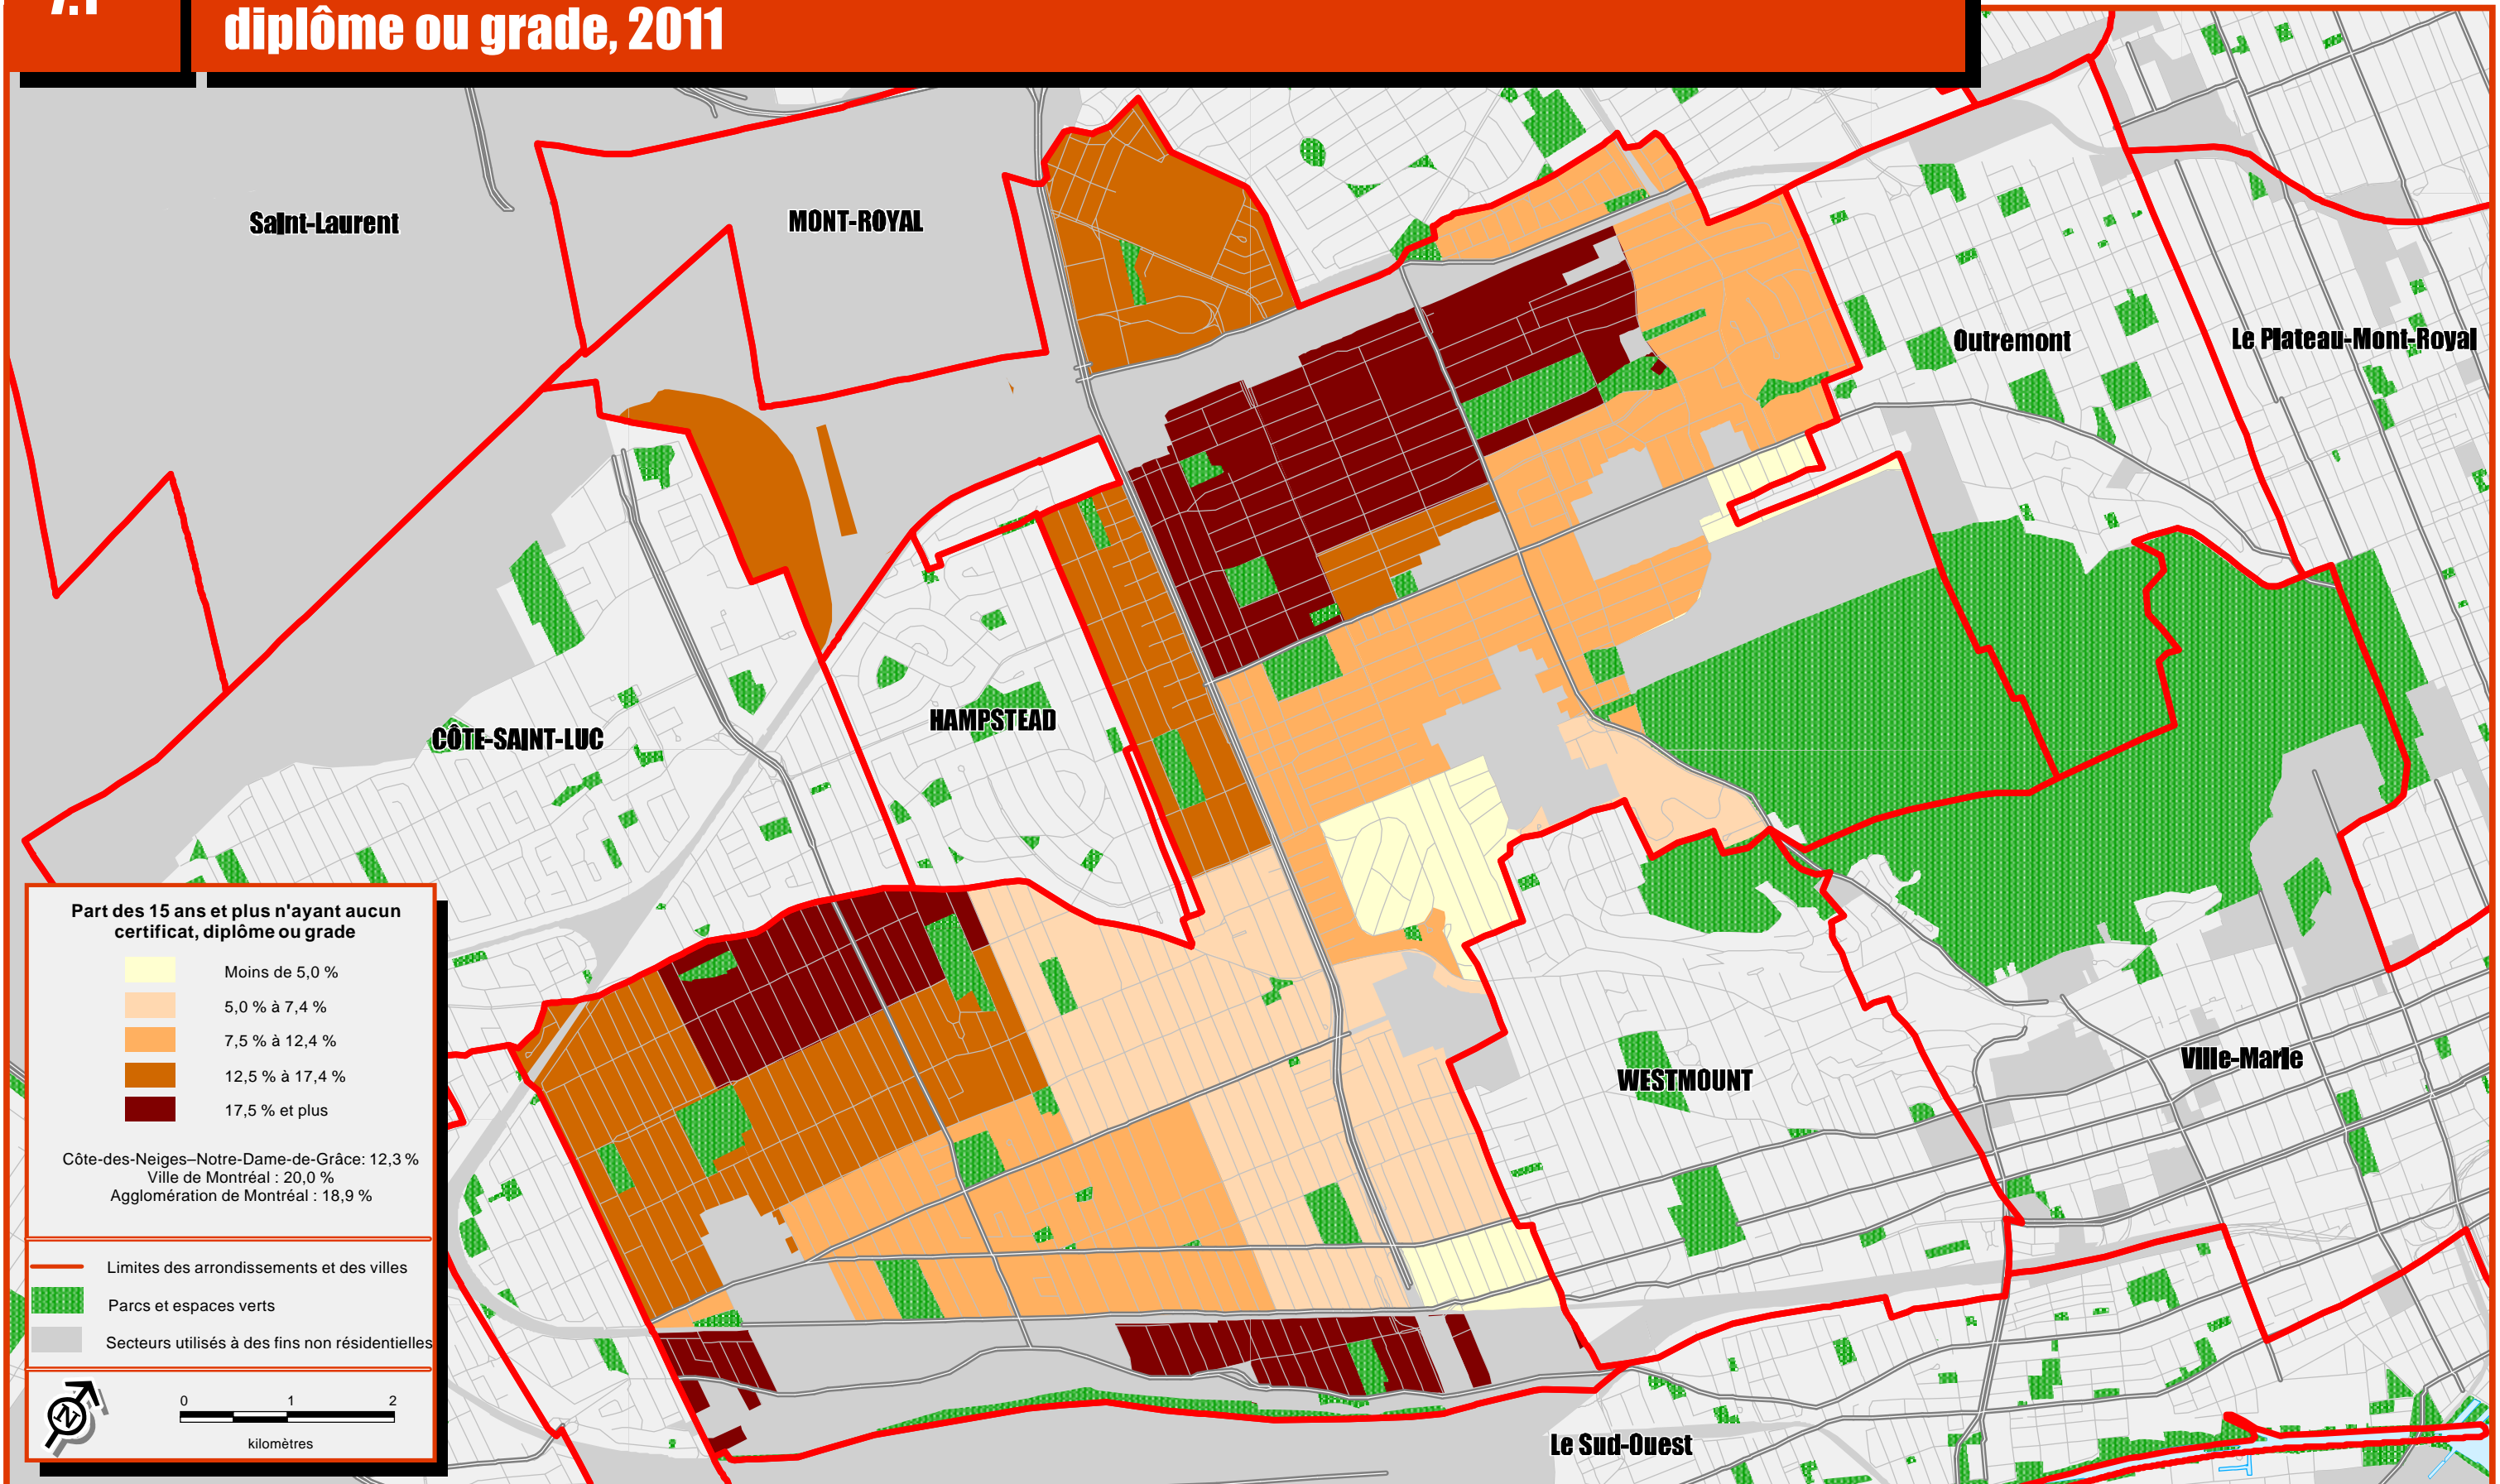 7.1
diplôme ou grade, 2011
Saint-Laurent
MONT-ROYAL
Outremont
Le Plateau-Mont-Royal
CÔTE-SAINT-LUC
HAMPSTEAD
WESTMOUNT
Ville-Marie
Le Sud-Ouest
Part des 15 ans et plus n'ayant aucun
certificat, diplôme ou grade
Moins de 5,0 %
5,0 % à 7,4 %
7,5 % à 12,4 %
12,5 % à 17,4 %
17,5 % et plus
Côte-des-Neiges–Notre-Dame-de-Grâce: 12,3 %
Ville de Montréal : 20,0 %
Agglomération de Montréal : 18,9 %
Limites des arrondissements et des villes
Parcs et espaces verts
Secteurs utilisés à des fins non résidentielles
N
0 1 2
kilomètres